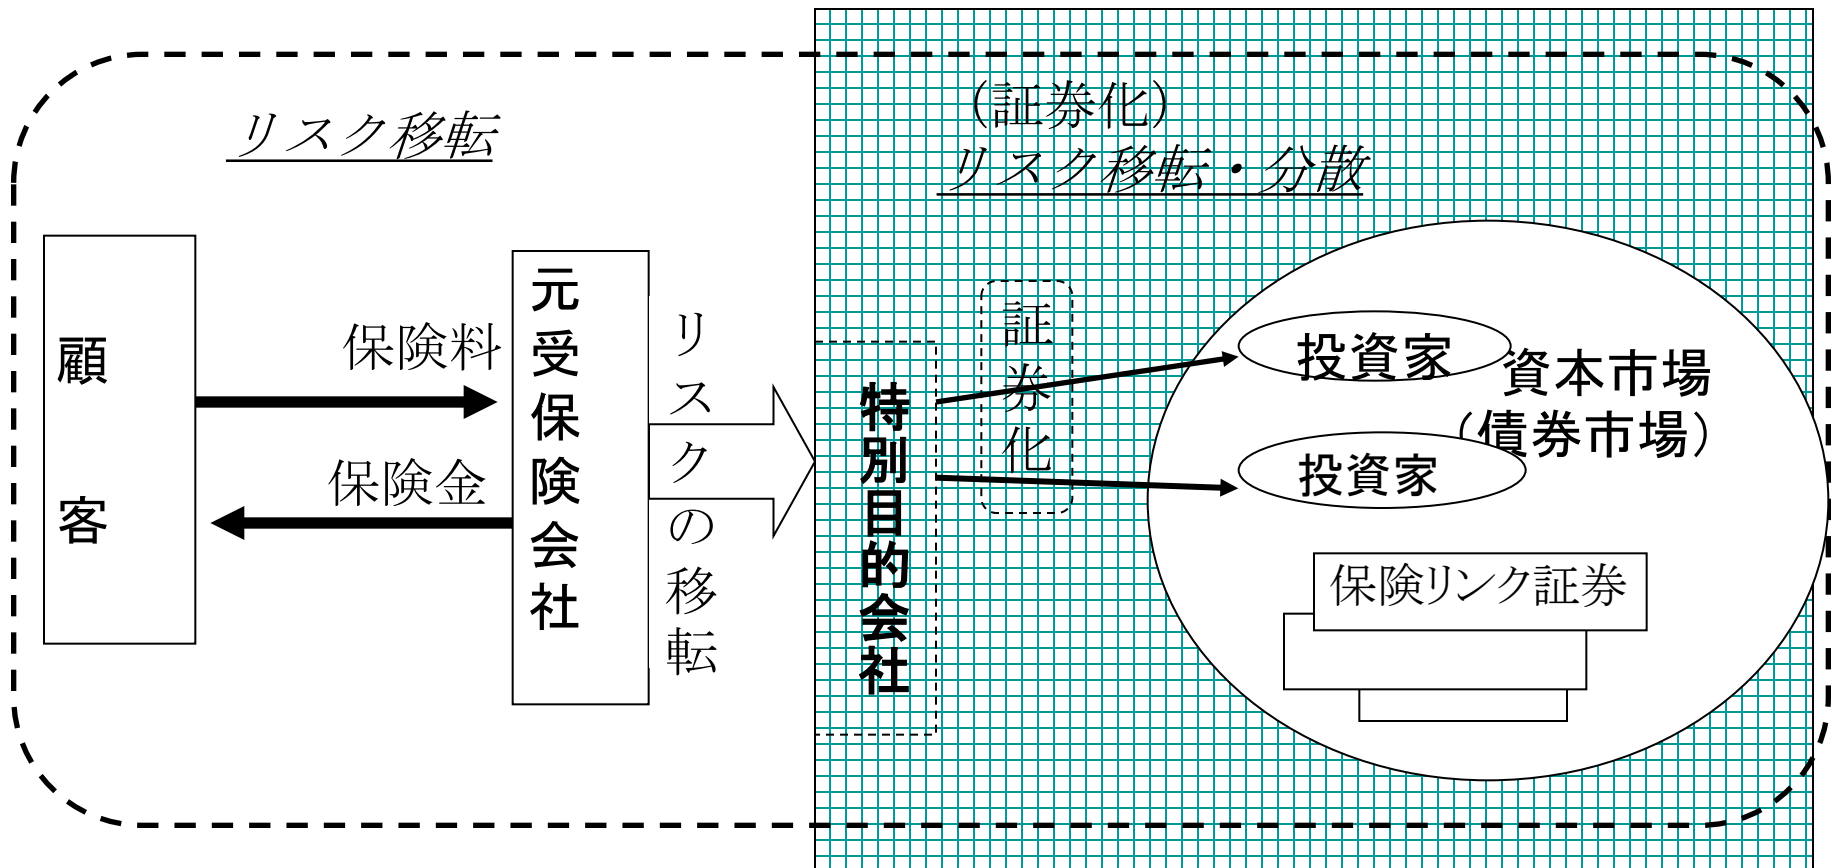 リスク移転
（証券化）
リスク移転・分散
顧客
保険料
保険金
元受保険会社
リスクの移転
特別目的会社
証券化
投資家
資本市場
（債券市場）
投資家
保険リンク証券